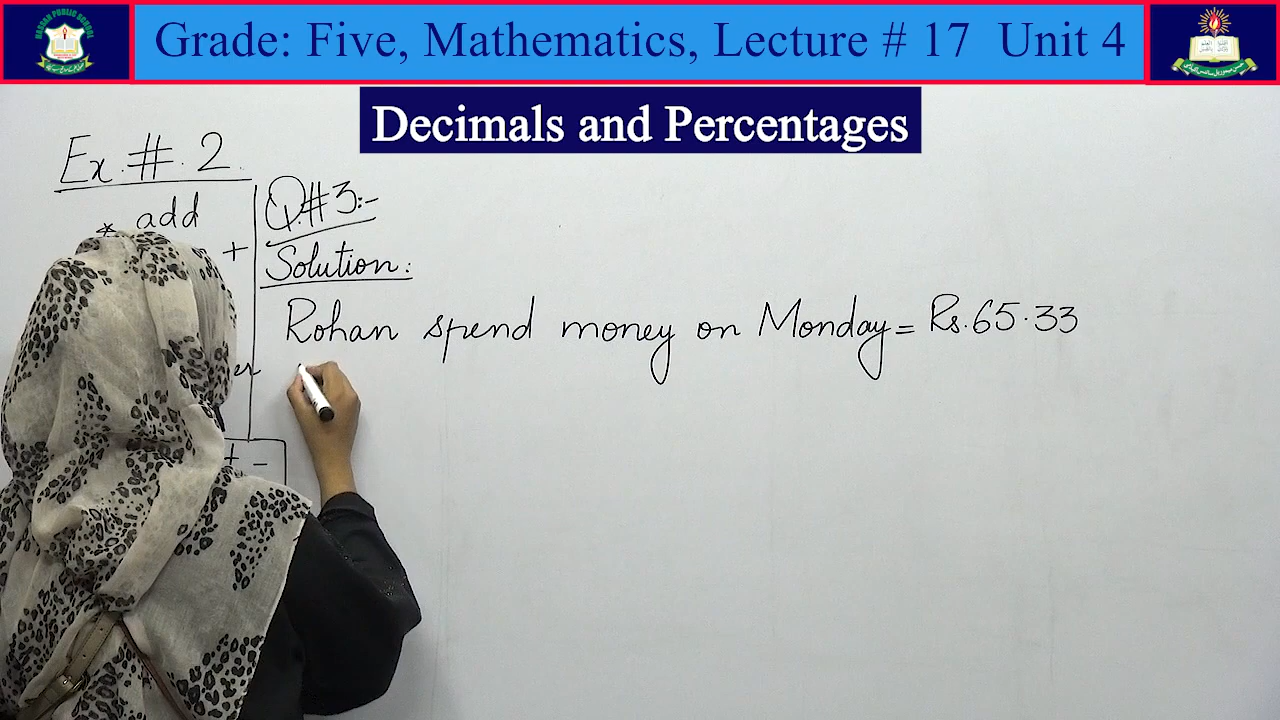 Grade: Five, Mathematics, Lecture # 17 Unit 4
Decimals and Percentages
Ex. #. 2.
* add
+
+ -
Q.#3:-
Solution:
Rohan spend money on Monday = Rs. 65.33